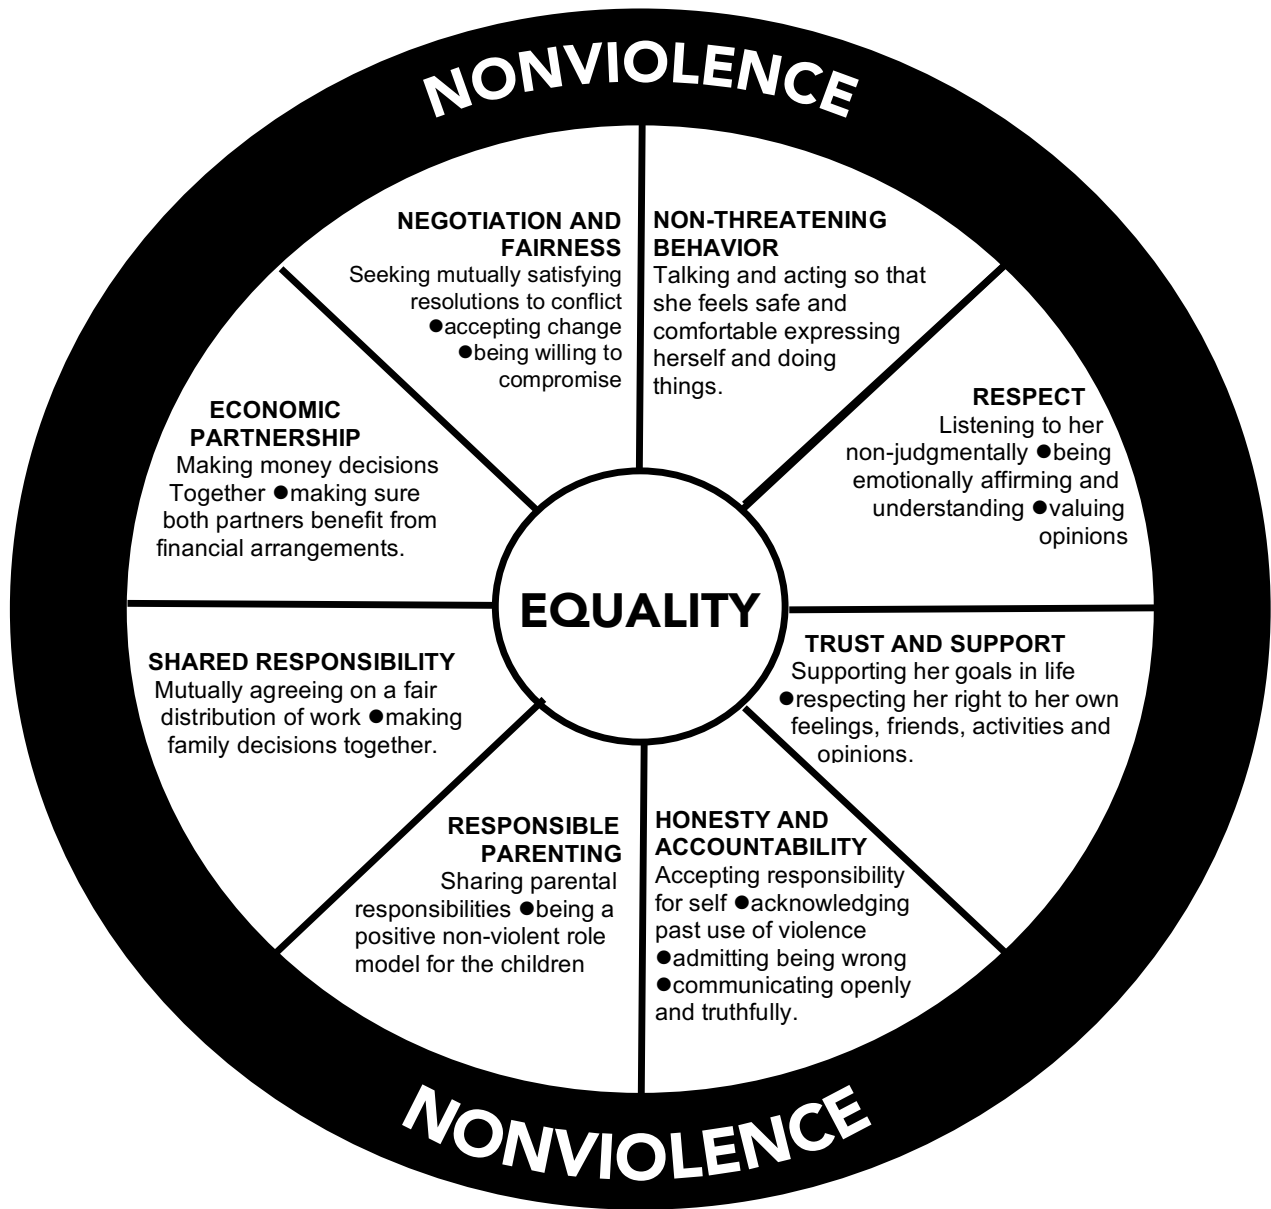 NONVIOLENCE
NEGOTIATION AND
FAIRNESS
Seeking mutually satisfying
resolutions to conflict
●accepting change
●being willing to
compromise
NON-THREATENING
BEHAVIOR
Talking and acting so that
she feels safe and
comfortable expressing
herself and doing
things.
RESPECT
Listening to her
non-judgmentally ●being
emotionally affirming and
understanding ●valuing
opinions
TRUST AND SUPPORT
Supporting her goals in life
●respecting her right to her own
feelings, friends, activities and
opinions.
HONESTY AND
ACCOUNTABILITY
Accepting responsibility
for self ●acknowledging
past use of violence
●admitting being wrong
●communicating openly
and truthfully.
RESPONSIBLE
PARENTING
Sharing parental
responsibilities ●being a
positive non-violent role
model for the children
SHARED RESPONSIBILITY
Mutually agreeing on a fair
distribution of work ●making
family decisions together.
ECONOMIC
PARTNERSHIP
Making money decisions
Together ●making sure
both partners benefit from
financial arrangements.
EQUALITY
NONVIOLENCE